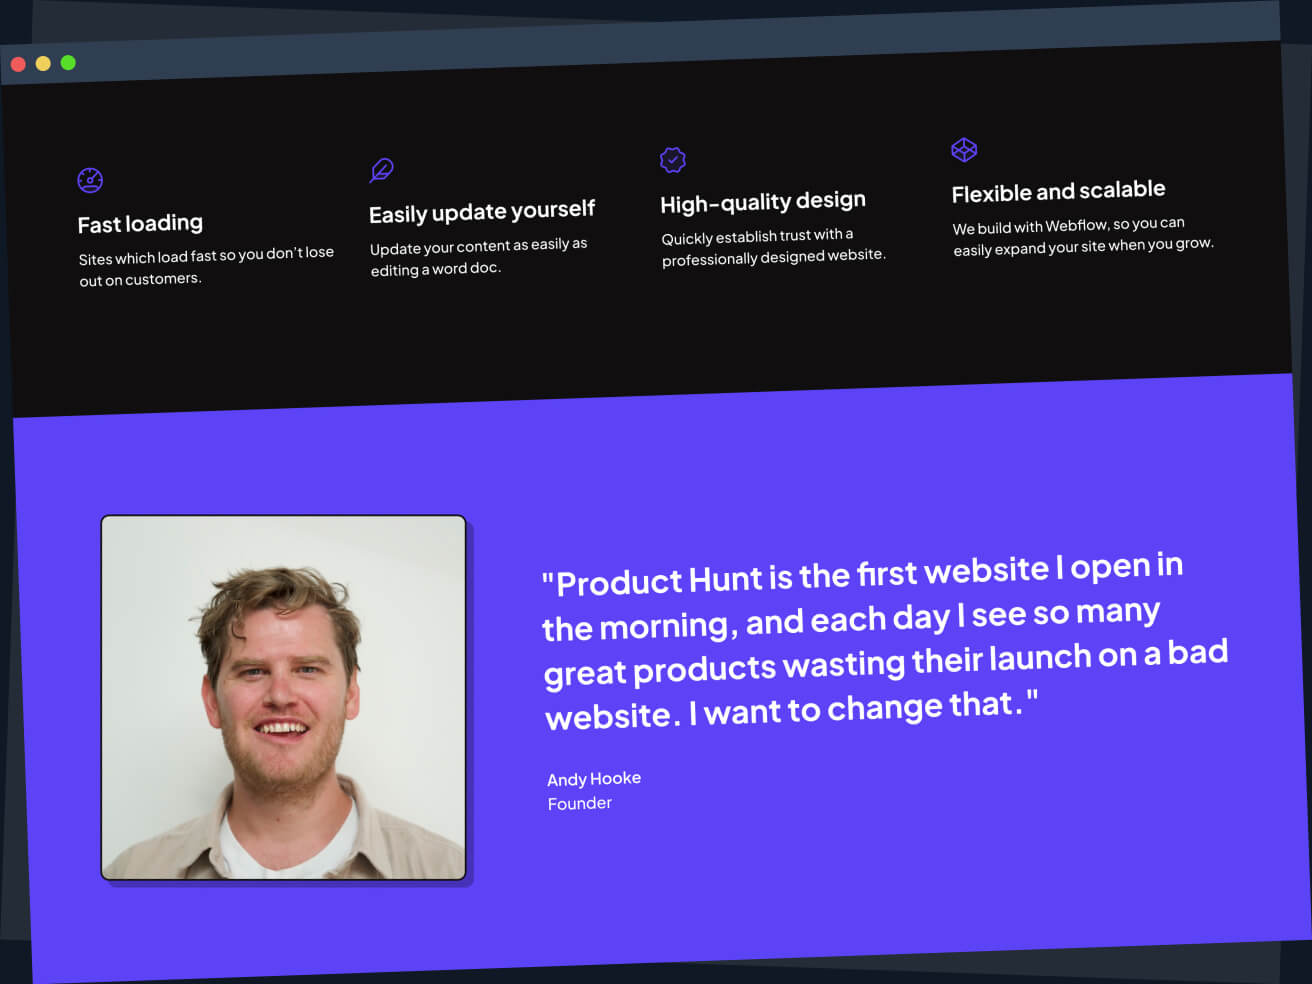 Fast loading
Sites which load fast so you don't lose
out on customers.
Easily update yourself
Update your content as easily as
editing a word doc.
High-quality design
Quickly establish trust with a
professionally designed website.
Flexible and scalable
We build with Webflow, so you can
easily expand your site when you grow.
"Product Hunt is the first website I open in
the morning, and each day I see so many
great products wasting their launch on a bad
website. I want to change that."
Andy Hooke
Founder